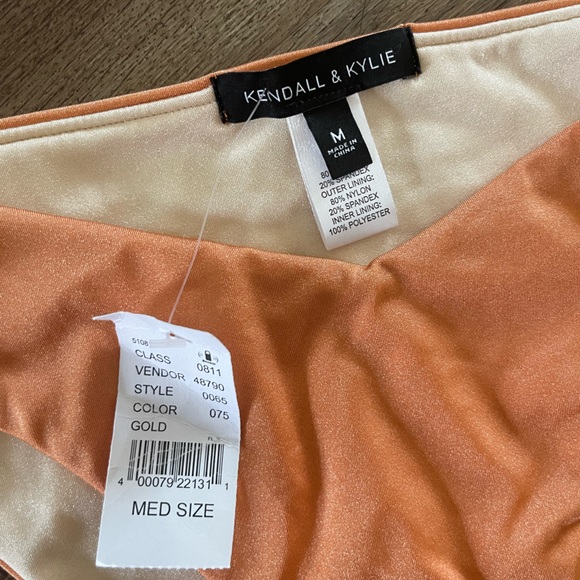 KENDALL & KYLIE
M
MADE IN
CHINA
20% SPANDEX
OUTER LINING:
80% NYLON
20% SPANDEX
INNER LINING:
100% POLYESTER
5108
CLASS 0811
VENDOR 48790
STYLE 0065
COLOR 075
GOLD
4 00079 22131 1
MED SIZE